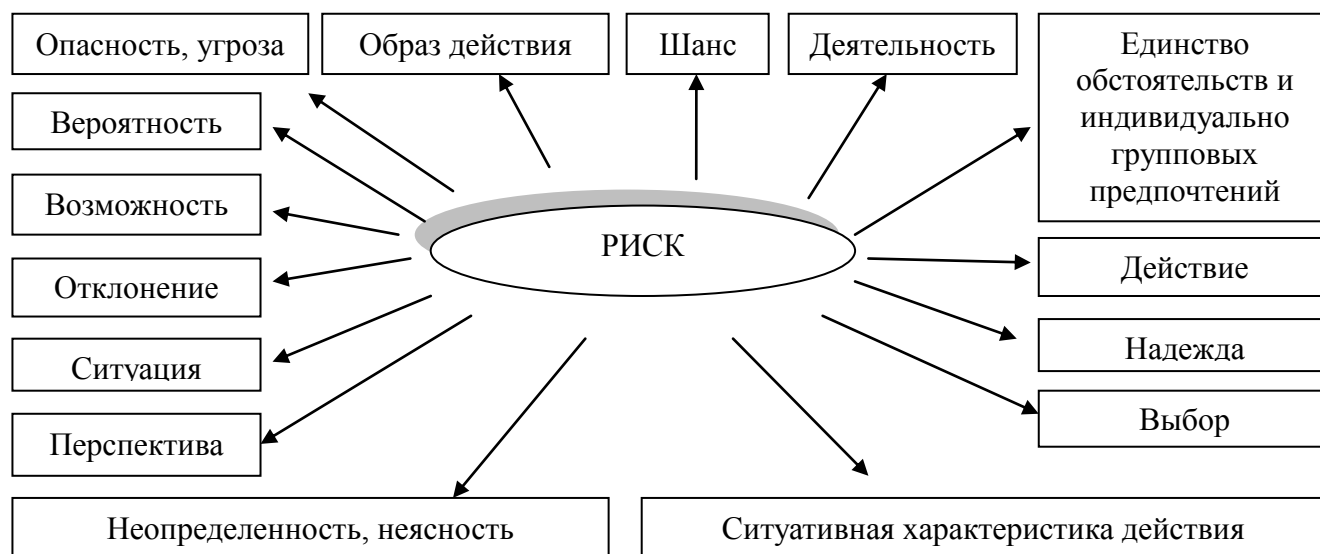 Опасность, угроза
Образ действия
Шанс
Деятельность
Единство
обстоятельств и
индивидуально
групповых
предпочтений
Вероятность
Возможность
РИСК
Отклонение
Действие
Ситуация
Надежда
Перспектива
Выбор
Неопределенность, неясность
Ситуативная характеристика действия